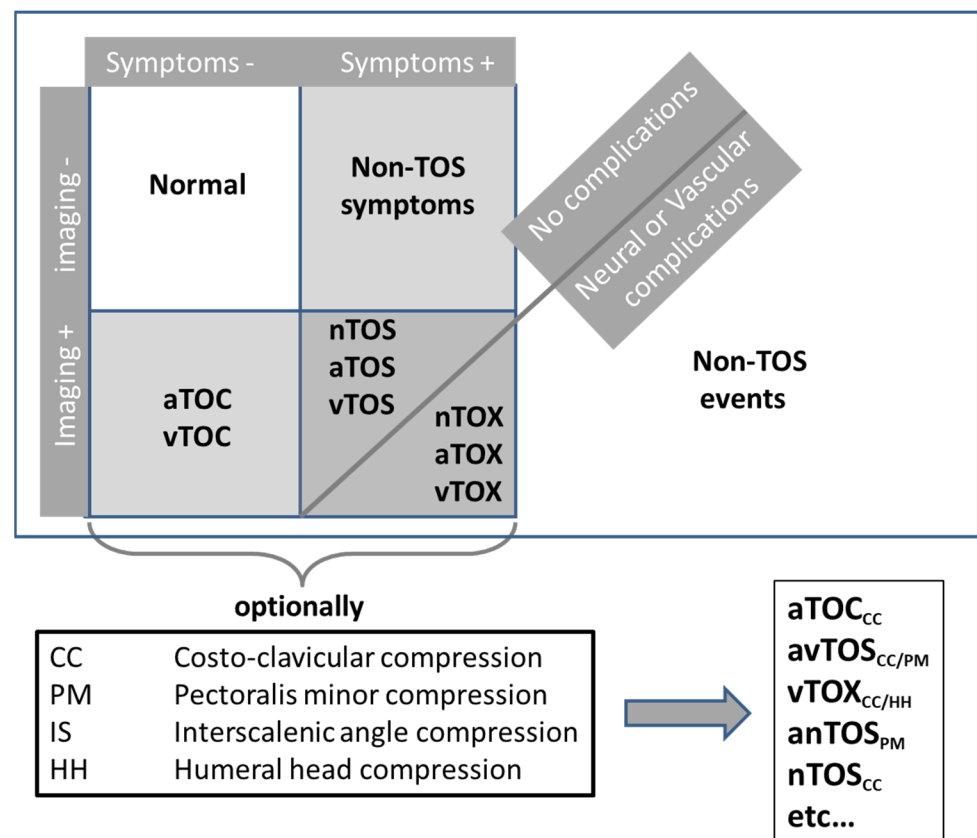 Symptoms -
Symptoms +
imaging -
Imaging +
Normal
Non-TOS
symptoms
No complications
Neural or Vascular
complications
aTOC
vTOC
nTOS
aTOS
vTOS
nTOX
aTOX
vTOX
Non-TOS
events
optionally
CC Costo-clavicular compression
PM Pectoralis minor compression
IS Interscalenic angle compression
HH Humeral head compression
aTOCCC
avTOSCC/PM
vTOXCC/HH
anTOSPM
nTOSCC
etc...